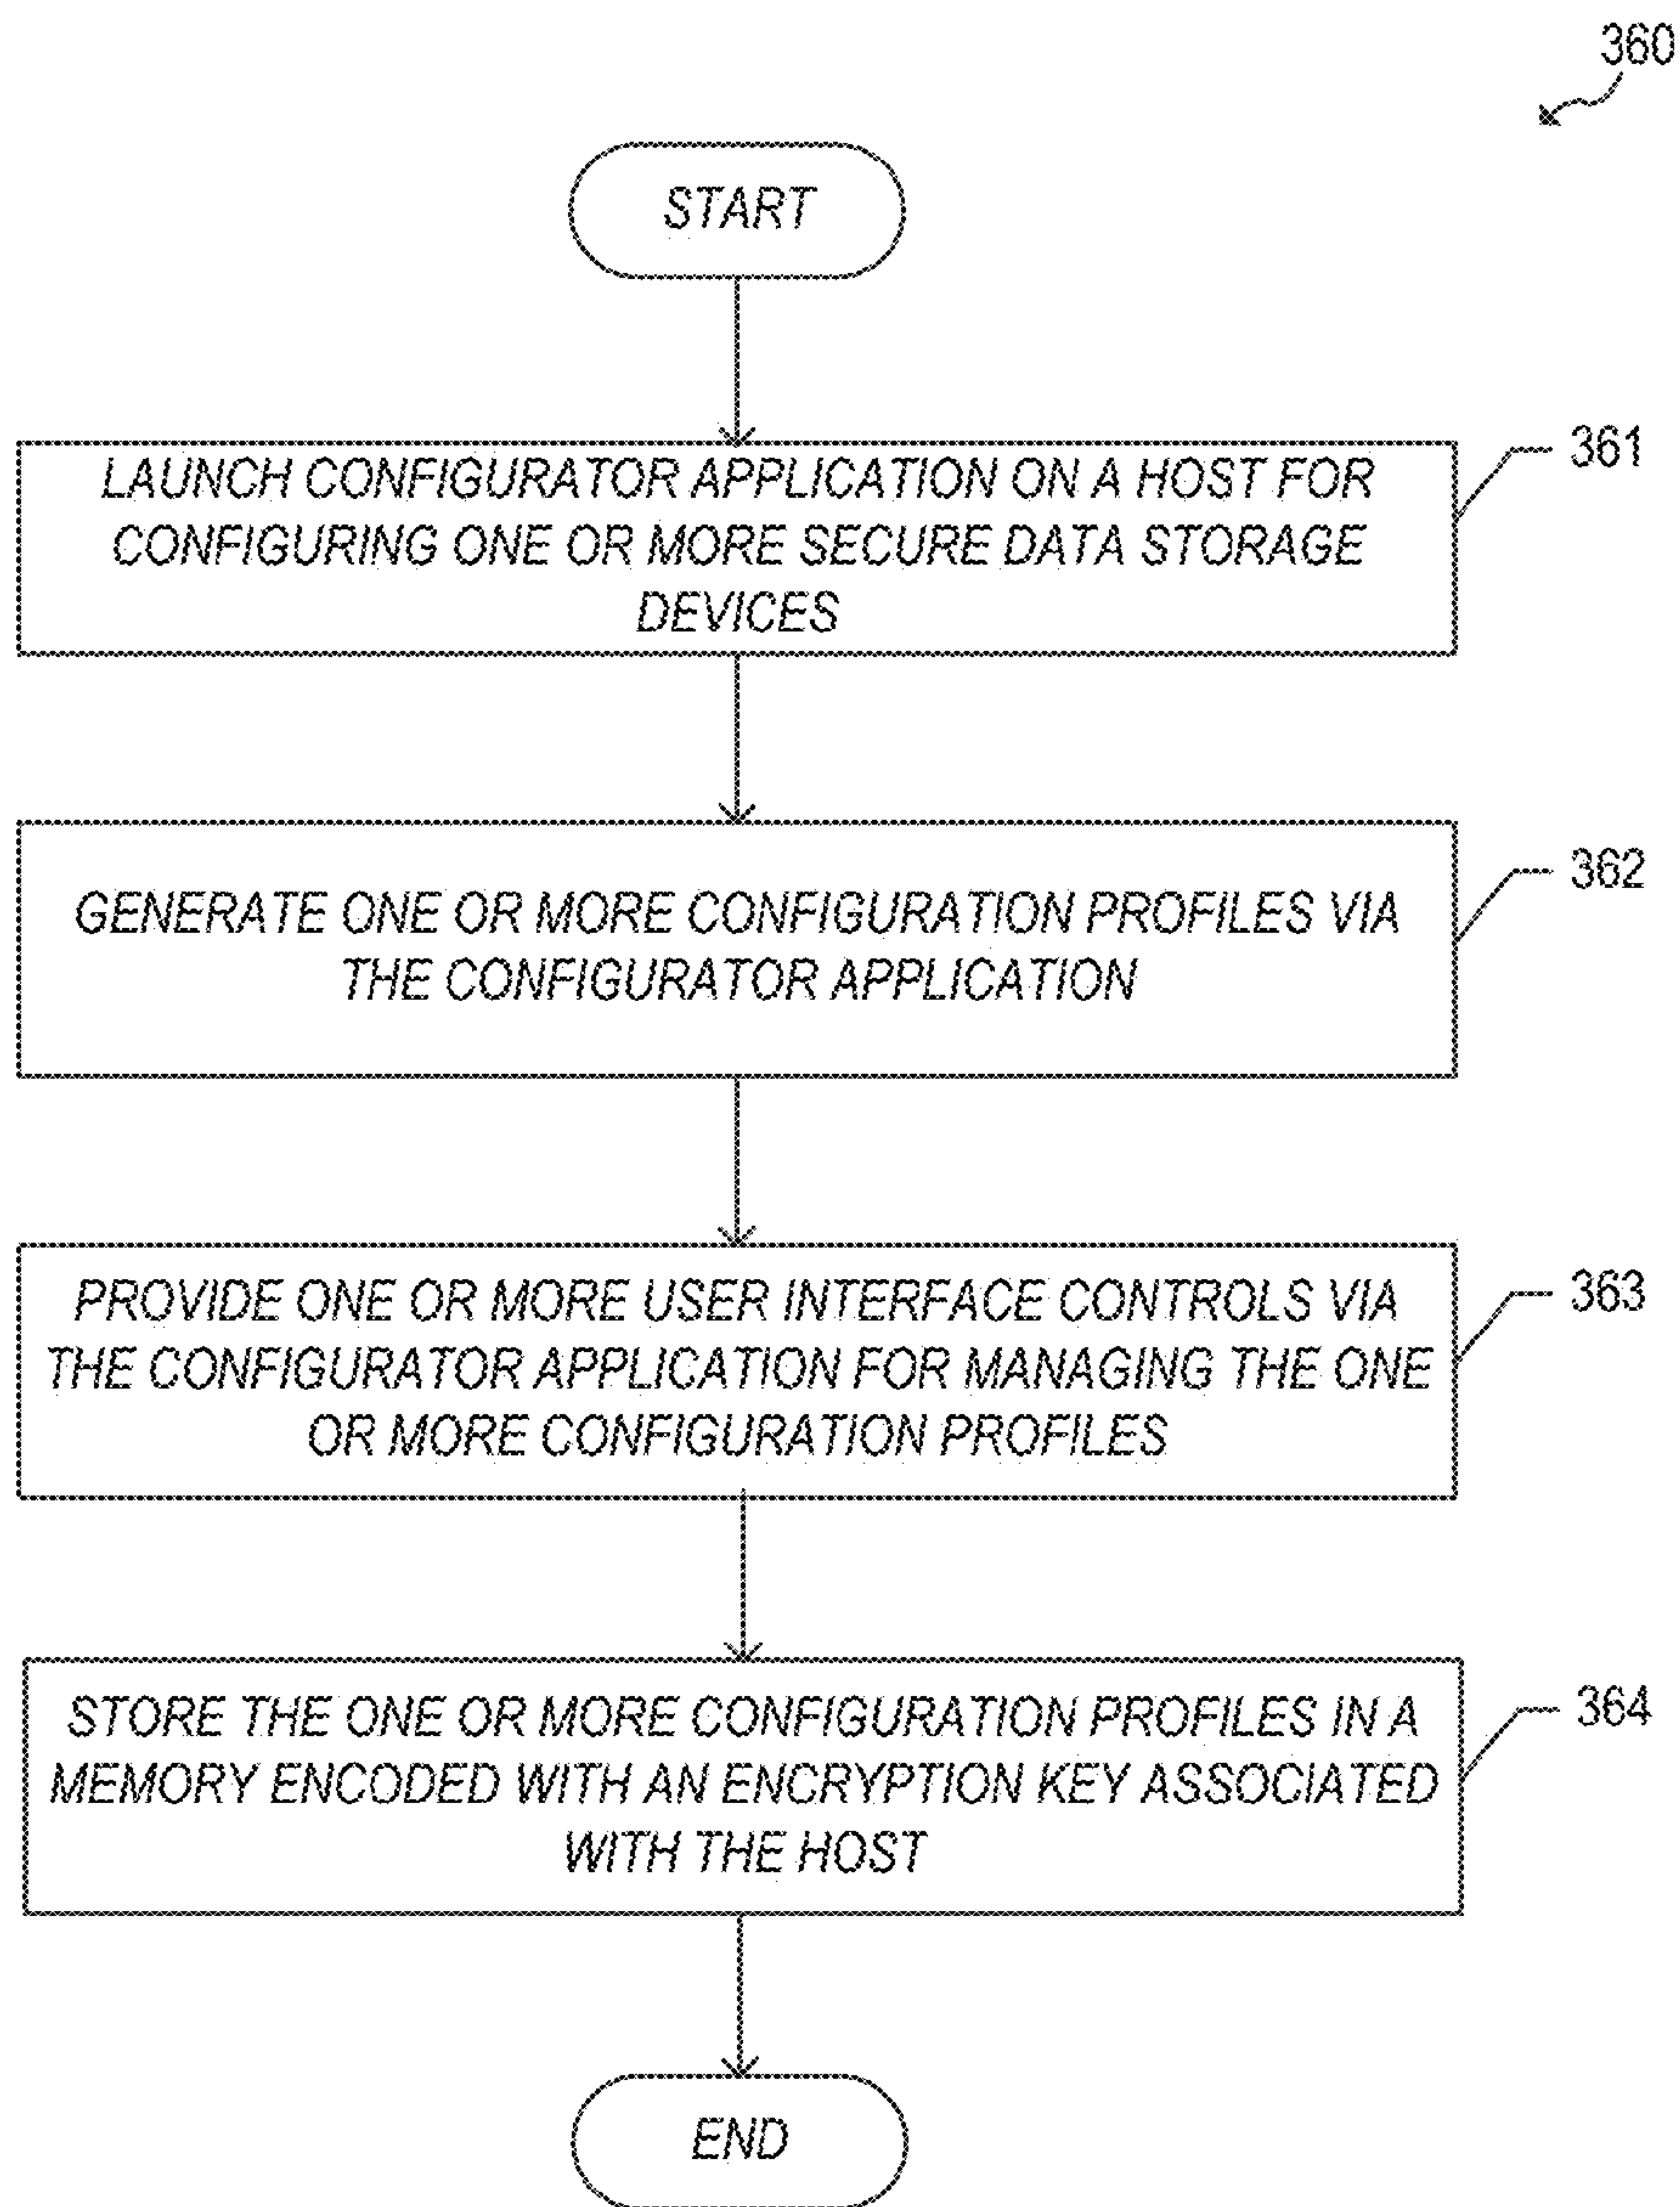 360
START
LAUNCH CONFIGURATOR APPLICATION ON A HOST FOR
CONFIGURING ONE OR MORE SECURE DATA STORAGE
DEVICES
361
GENERATE ONE OR MORE CONFIGURATION PROFILES VIA
THE CONFIGURATOR APPLICATION
362
PROVIDE ONE OR MORE USER INTERFACE CONTROLS VIA
THE CONFIGURATOR APPLICATION FOR MANAGING THE ONE
OR MORE CONFIGURATION PROFILES
363
STORE THE ONE OR MORE CONFIGURATION PROFILES IN A
MEMORY ENCODED WITH AN ENCRYPTION KEY ASSOCIATED
WITH THE HOST
364
END